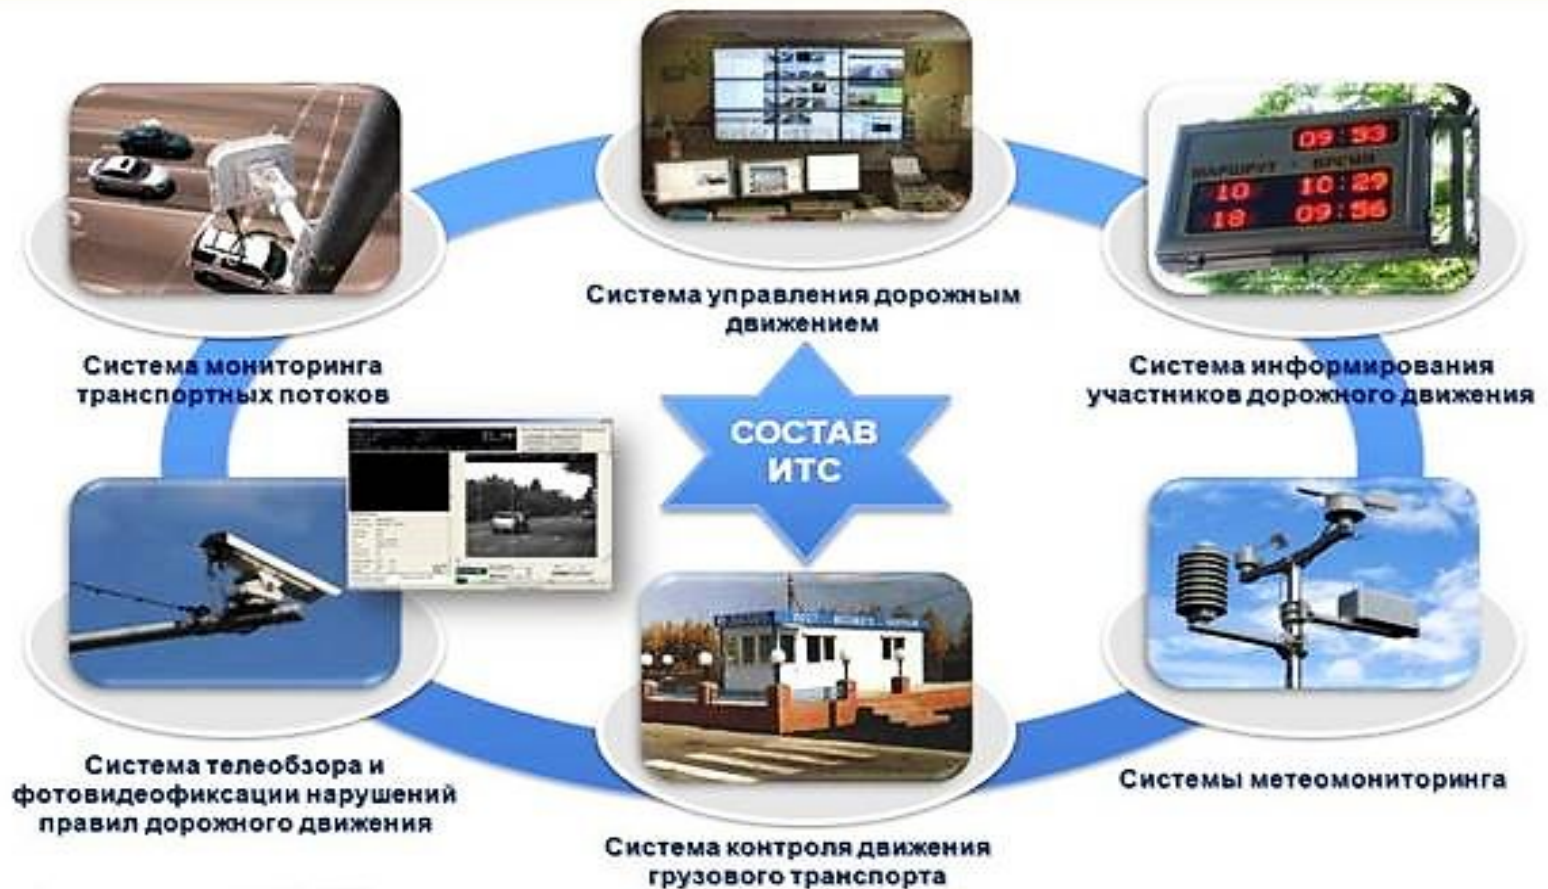 09:53
МАРШРУТ - ВРЕМЯ
10 10:29
18 09:56
Система управления дорожным
движением
Система мониторинга
транспортных потоков
Система информирования
участников дорожного движения
СОСТАВ
ИТС
Система телеобзора и
фотовидеофиксации нарушений
правил дорожного движения
Системы метеомониторинга
Система контроля движения
грузового транспорта